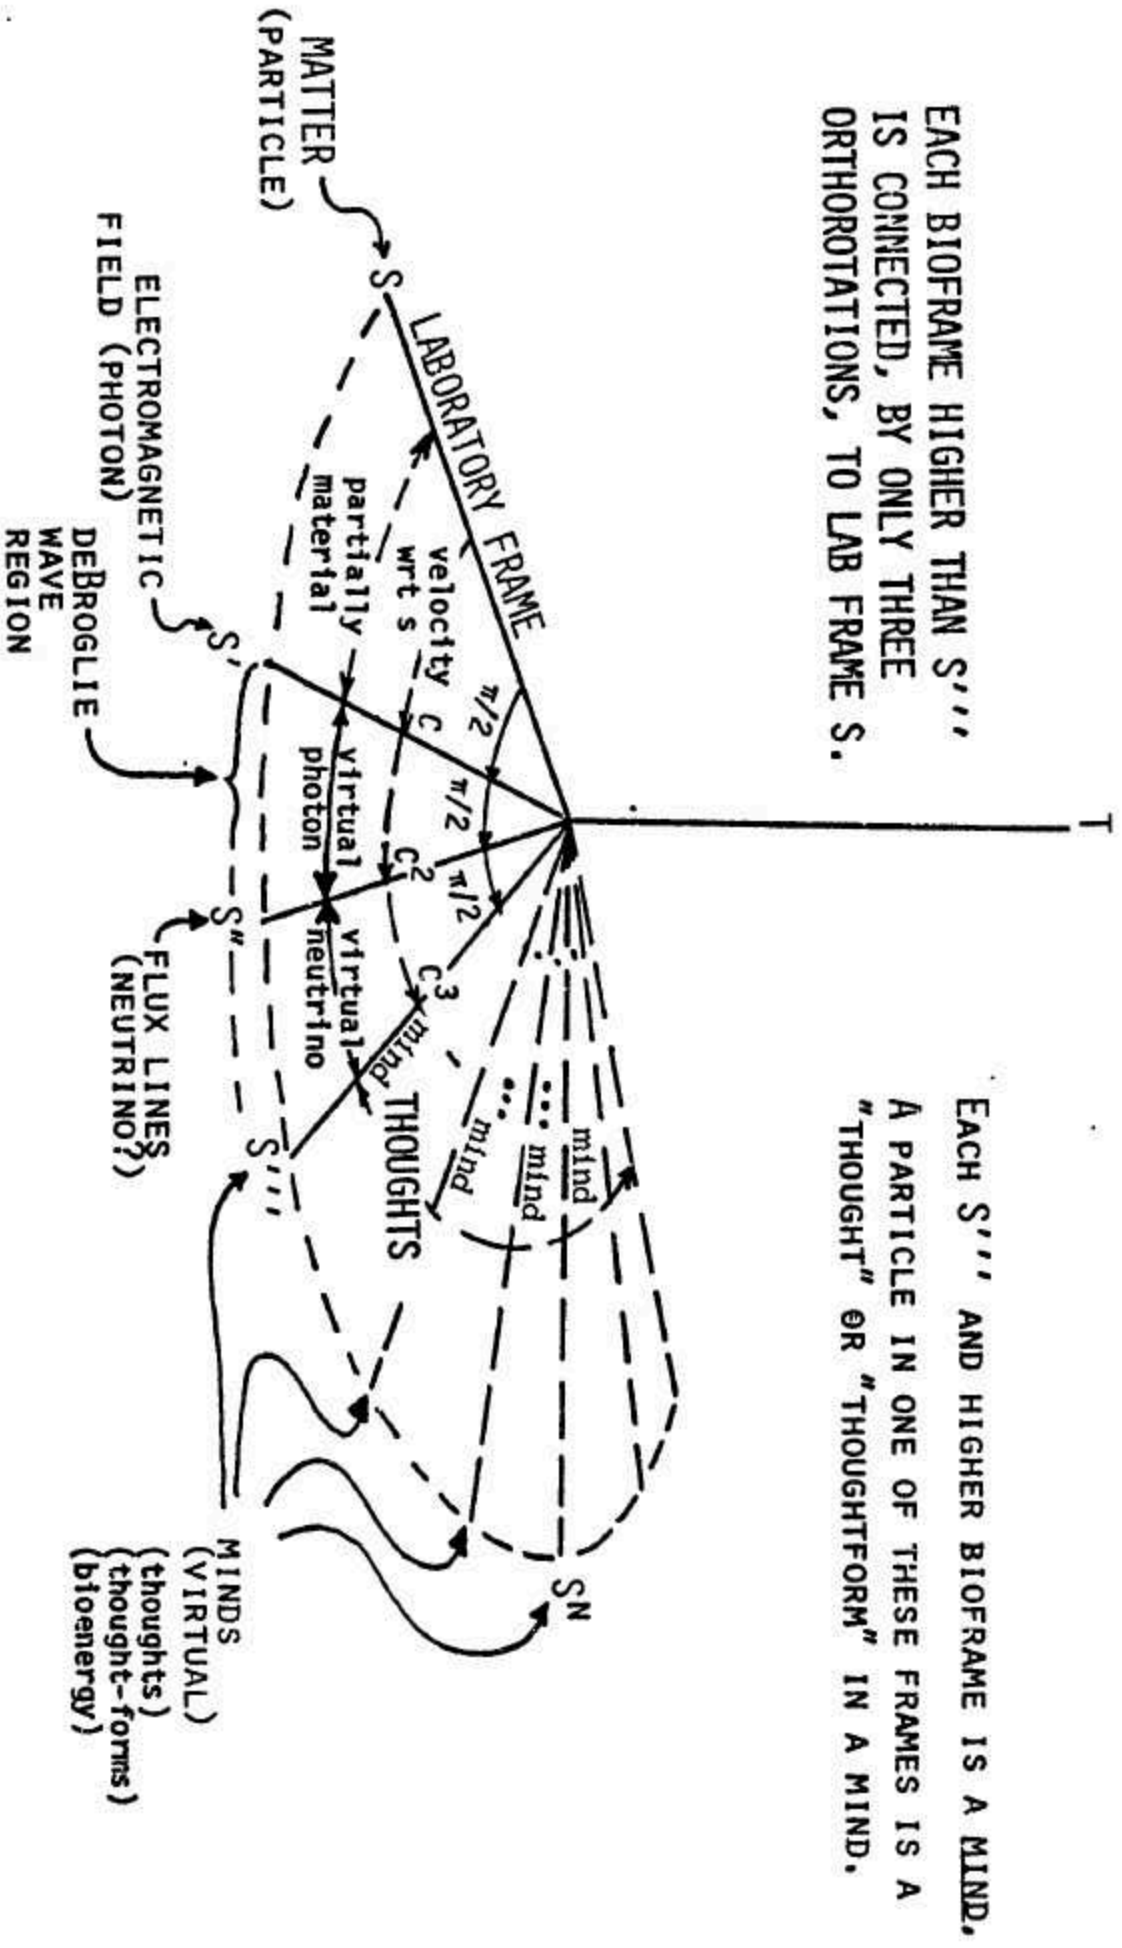 EACH BIOFRAME HIGHER THAN S'''
IS CONNECTED, BY ONLY THREE
ORTHOROTATIONS, TO LAB FRAME S.
EACH S''' AND HIGHER BIOFRAME IS A MIND.
A PARTICLE IN ONE OF THESE FRAMES IS A
"THOUGHT" OR "THOUGHTFORM" IN A MIND.
T
LABORATORY FRAME
π/2
π/2
π/2
S
MATTER
(PARTICLE)
velocity
wrt s
C
C²
C³
partially
material
virtual
photon
virtual
neutrino
mind
mind
mind
mind
THOUGHTS
S'
S"
S'''
Sᴺ
ELECTROMAGNETIC
FIELD (PHOTON)
DEBROGLIE
WAVE
REGION
FLUX LINES
(NEUTRINO?)
MINDS
(VIRTUAL)
(thoughts)
(thought-forms)
(bioenergy)